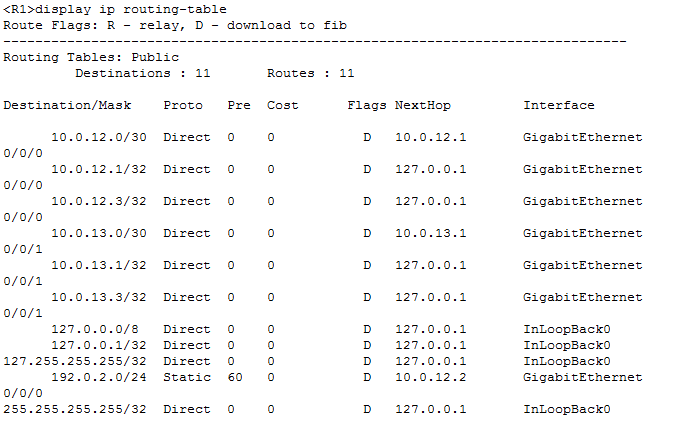 <R1>display ip routing-table
Route Flags: R - relay, D - download to fib
------------------------------------------------------------------------------
Routing Tables: Public
         Destinations : 11       Routes : 11

Destination/Mask    Proto  Pre  Cost      Flags NextHop         Interface

      10.0.12.0/30  Direct  0    0           D  10.0.12.1       GigabitEthernet
0/0/0
      10.0.12.1/32  Direct  0    0           D  127.0.0.1       GigabitEthernet
0/0/0
      10.0.12.3/32  Direct  0    0           D  127.0.0.1       GigabitEthernet
0/0/0
      10.0.13.0/30  Direct  0    0           D  10.0.13.1       GigabitEthernet
0/0/1
      10.0.13.1/32  Direct  0    0           D  127.0.0.1       GigabitEthernet
0/0/1
      10.0.13.3/32  Direct  0    0           D  127.0.0.1       GigabitEthernet
0/0/1
      127.0.0.0/8   Direct  0    0           D  127.0.0.1       InLoopBack0
      127.0.0.1/32  Direct  0    0           D  127.0.0.1       InLoopBack0
127.255.255.255/32  Direct  0    0           D  127.0.0.1       InLoopBack0
      192.0.2.0/24  Static  60   0           D  10.0.12.2       GigabitEthernet
0/0/0
255.255.255.255/32  Direct  0    0           D  127.0.0.1       InLoopBack0